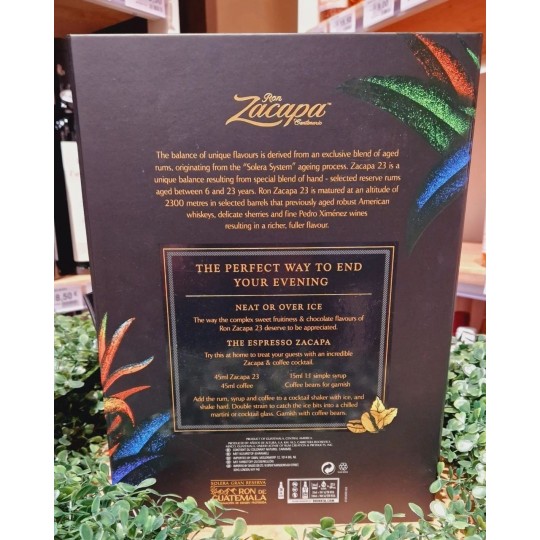 Ron
Zacapa
Centenario
The balance of unique flavours is derived from an exclusive blend of aged
rums, originating from the "Solera System" ageing process. Zacapa 23 is a
unique balance resulting from special blend of hand - selected reserve rums
aged between 6 and 23 years. Ron Zacapa 23 is matured at an altitude of
2300 metres in selected barrels that previously aged robust American
whiskeys, delicate sherries and fine Pedro Ximénez wines
resulting in a richer, fuller flavour.
THE PERFECT WAY TO END
YOUR EVENING
NEAT OR OVER ICE
The way the complex sweet fruitiness & chocolate flavours of
Ron Zacapa 23 deserve to be appreciated.
THE ESPRESSO ZACAPA
Try this at home to treat your guests with an incredible
Zacapa & coffee cocktail.
45ml Zacapa 23 15ml 1:1 simple syrup
45ml coffee Coffee beans for garnish
Add the rum, syrup and coffee to a cocktail shaker with ice, and
shake hard. Double strain to catch the ice bits into a chilled
martini or cocktail glass. Garnish with coffee beans.
PRODUCT OF GUATEMALA, CENTRAL AMERICA
SOLERA GRAN RESERVA
RON DE
GUATEMALA